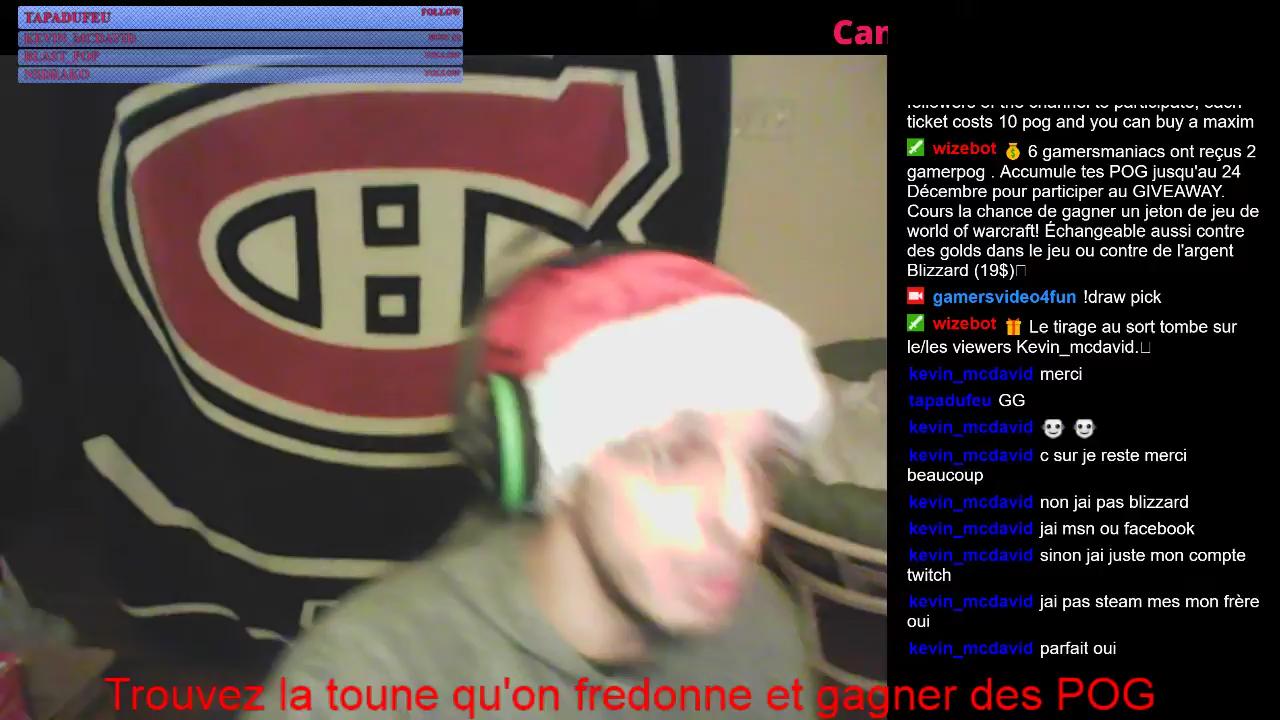 TAPADUFEU FOLLOW
KEVIN_MCDAVID
BLAST_POP FOLLOW
NSDRAKO FOLLOW
Can
followers of the channel to participate, each
ticket costs 10 pog and you can buy a maxim
wizebot 💰 6 gamersmaniacs ont reçus 2
gamerpog . Accumule tes POG jusqu'au 24
Décembre pour participer au GIVEAWAY.
Cours la chance de gagner un jeton de jeu de
world of warcraft! Échangeable aussi contre
des golds dans le jeu ou contre de l'argent
Blizzard (19$)
gamersvideo4fun !draw pick
wizebot 🎁 Le tirage au sort tombe sur
le/les viewers Kevin_mcdavid.
kevin_mcdavid merci
tapadufeu GG
kevin_mcdavid
kevin_mcdavid c sur je reste merci
beaucoup
kevin_mcdavid non jai pas blizzard
kevin_mcdavid jai msn ou facebook
kevin_mcdavid sinon jai juste mon compte
twitch
kevin_mcdavid jai pas steam mes mon frère
oui
kevin_mcdavid parfait oui
Trouvez la toune qu'on fredonne et gagner des POG